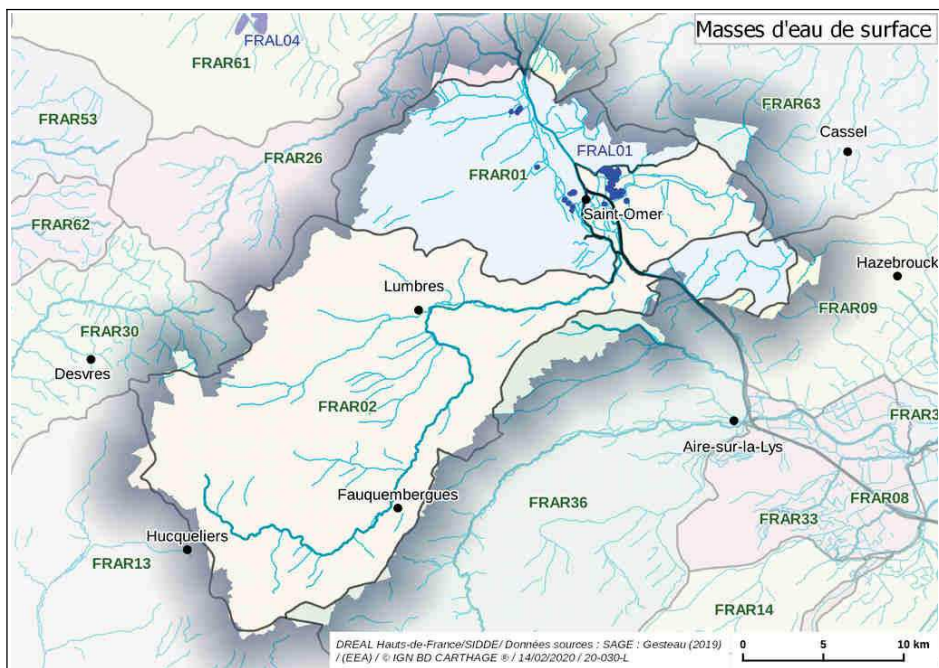 Masses d'eau de surface
FRAL04
FRAR61
FRAR53
FRAR63
Cassel
FRAR26
FRAL01
FRAR01
Saint-Omer
FRAR62
Hazebrouck
Lumbres
FRAR09
FRAR30
Desvres
FRAR02
Aire-sur-la-Lys
Fauquembergues
FRAR36
FRAR08
FRAR33
Hucqueliers
FRAR13
FRAR14
DREAL Hauts-de-France/SIDDE/ Données sources : SAGE : Gesteau (2019)
/ (EEA) / © IGN BD CARTHAGE ® / 14/02/2020 / 20-030-L
0 5 10 km